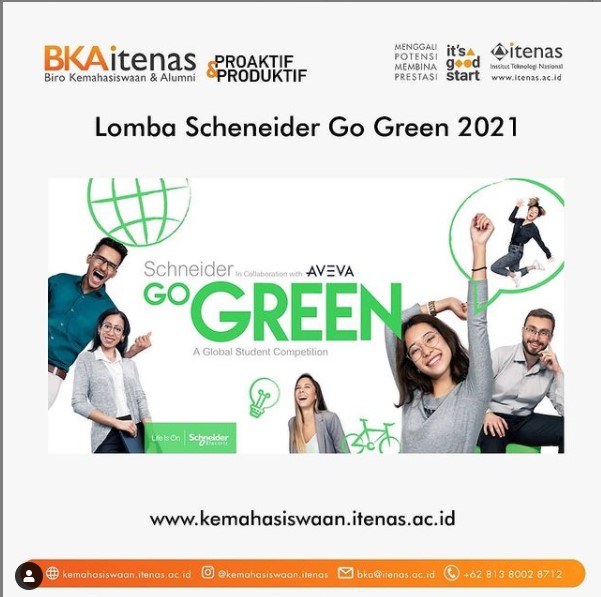 BKAitenas
Biro Kemahasiswaan & Alumni
PROAKTIF
&PRODUKTIF
MENGGALI
POTENSI
MEMBINA
PRESTASI
it's a
good
start
itenas
Institut Teknologi Nasional
www.itenas.ac.id
Lomba Scheneider Go Green 2021
Schneider In Collaboration with AVEVA
GO GREEN
A Global Student Competition
Life Is On | Schneider
Electric
www.kemahasiswaan.itenas.ac.id
kemahasiswaan.itenas.ac.id @kemahasiswaan.itenas bka@itenas.ac.id +62 813 8002 8712